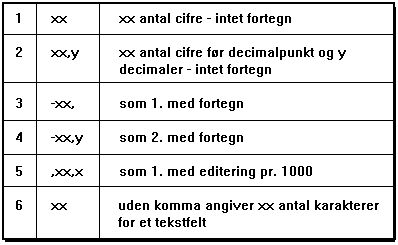 1 xx xx antal cifre - intet fortegn
2 xx,y xx antal cifre før decimalpunkt og y
decimaler - intet fortegn
3 -xx, som 1. med fortegn
4 -xx,y som 2. med fortegn
5 ,xx,x som 1. med editering pr. 1000
6 xx uden komma angiver xx antal karakterer
for et tekstfelt